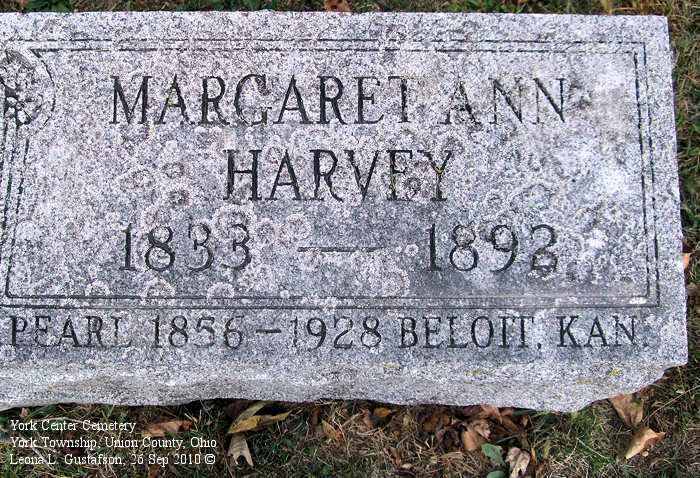 MARGARET ANN
HARVEY
1833 — 1892
PEARL 1856 – 1928 BELOIT, KAN.
York Center Cemetery
York Township, Union County, Ohio
Leona L. Gustafson, 26 Sep 2010 ©